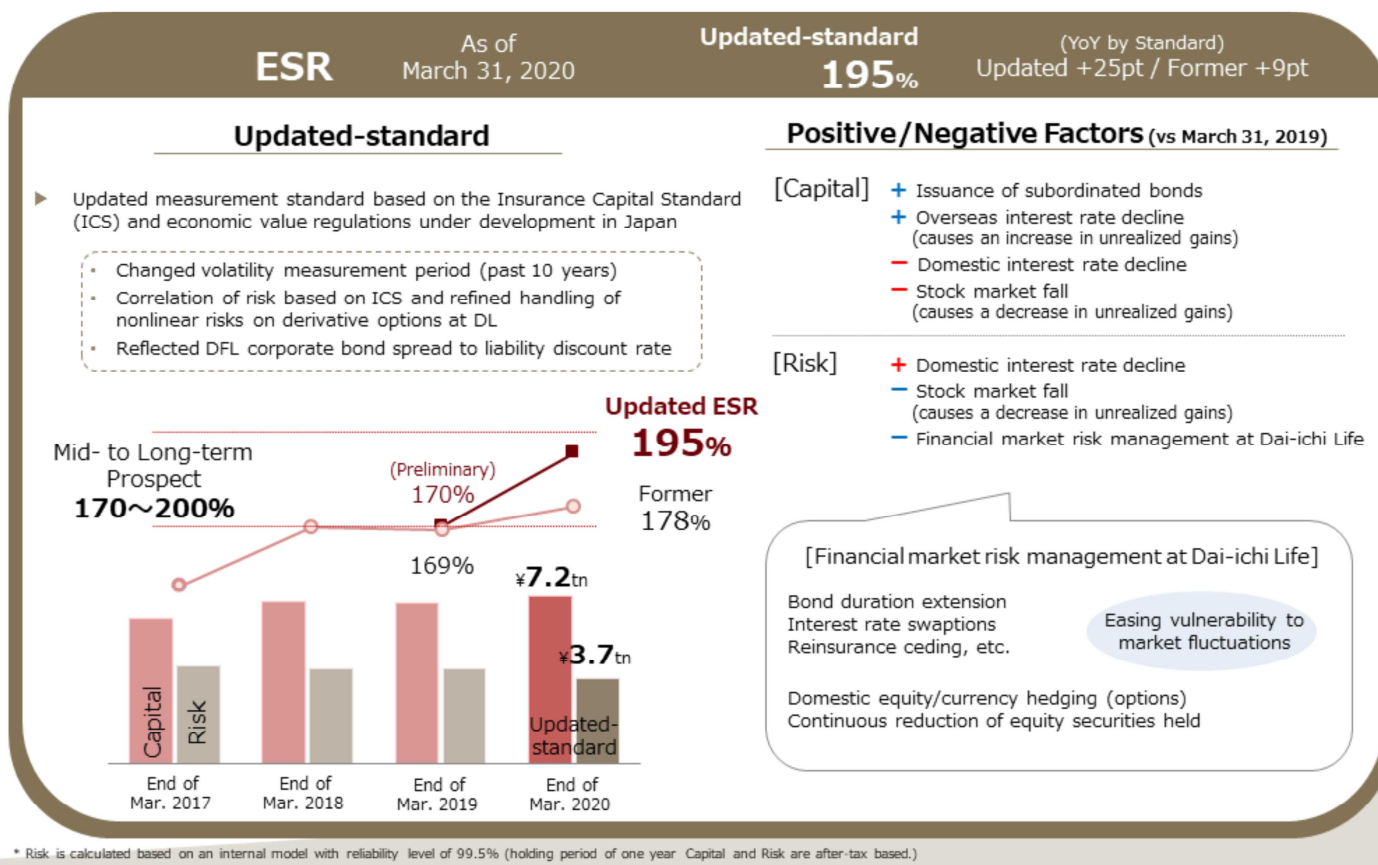 ESR
As of
March 31, 2020
Updated-standard
195%
(YoY by Standard)
Updated +25pt / Former +9pt
Updated-standard
▶ Updated measurement standard based on the Insurance Capital Standard
(ICS) and economic value regulations under development in Japan
・ Changed volatility measurement period (past 10 years)
・ Correlation of risk based on ICS and refined handling of
nonlinear risks on derivative options at DL
・ Reflected DFL corporate bond spread to liability discount rate
Updated ESR
195%
Mid- to Long-term
Prospect
170～200%
(Preliminary)
170%
Former
178%
169%
¥7.2tn
¥3.7tn
Capital
Risk
Updated-
standard
End of
Mar. 2017
End of
Mar. 2018
End of
Mar. 2019
End of
Mar. 2020
Positive/Negative Factors (vs March 31, 2019)
[Capital]
+ Issuance of subordinated bonds
+ Overseas interest rate decline
(causes an increase in unrealized gains)
− Domestic interest rate decline
− Stock market fall
(causes a decrease in unrealized gains)
[Risk]
+ Domestic interest rate decline
− Stock market fall
(causes a decrease in unrealized gains)
− Financial market risk management at Dai-ichi Life
[Financial market risk management at Dai-ichi Life]
Bond duration extension
Interest rate swaptions
Reinsurance ceding, etc.
Easing vulnerability to
market fluctuations
Domestic equity/currency hedging (options)
Continuous reduction of equity securities held
* Risk is calculated based on an internal model with reliability level of 99.5% (holding period of one year Capital and Risk are after-tax based.)